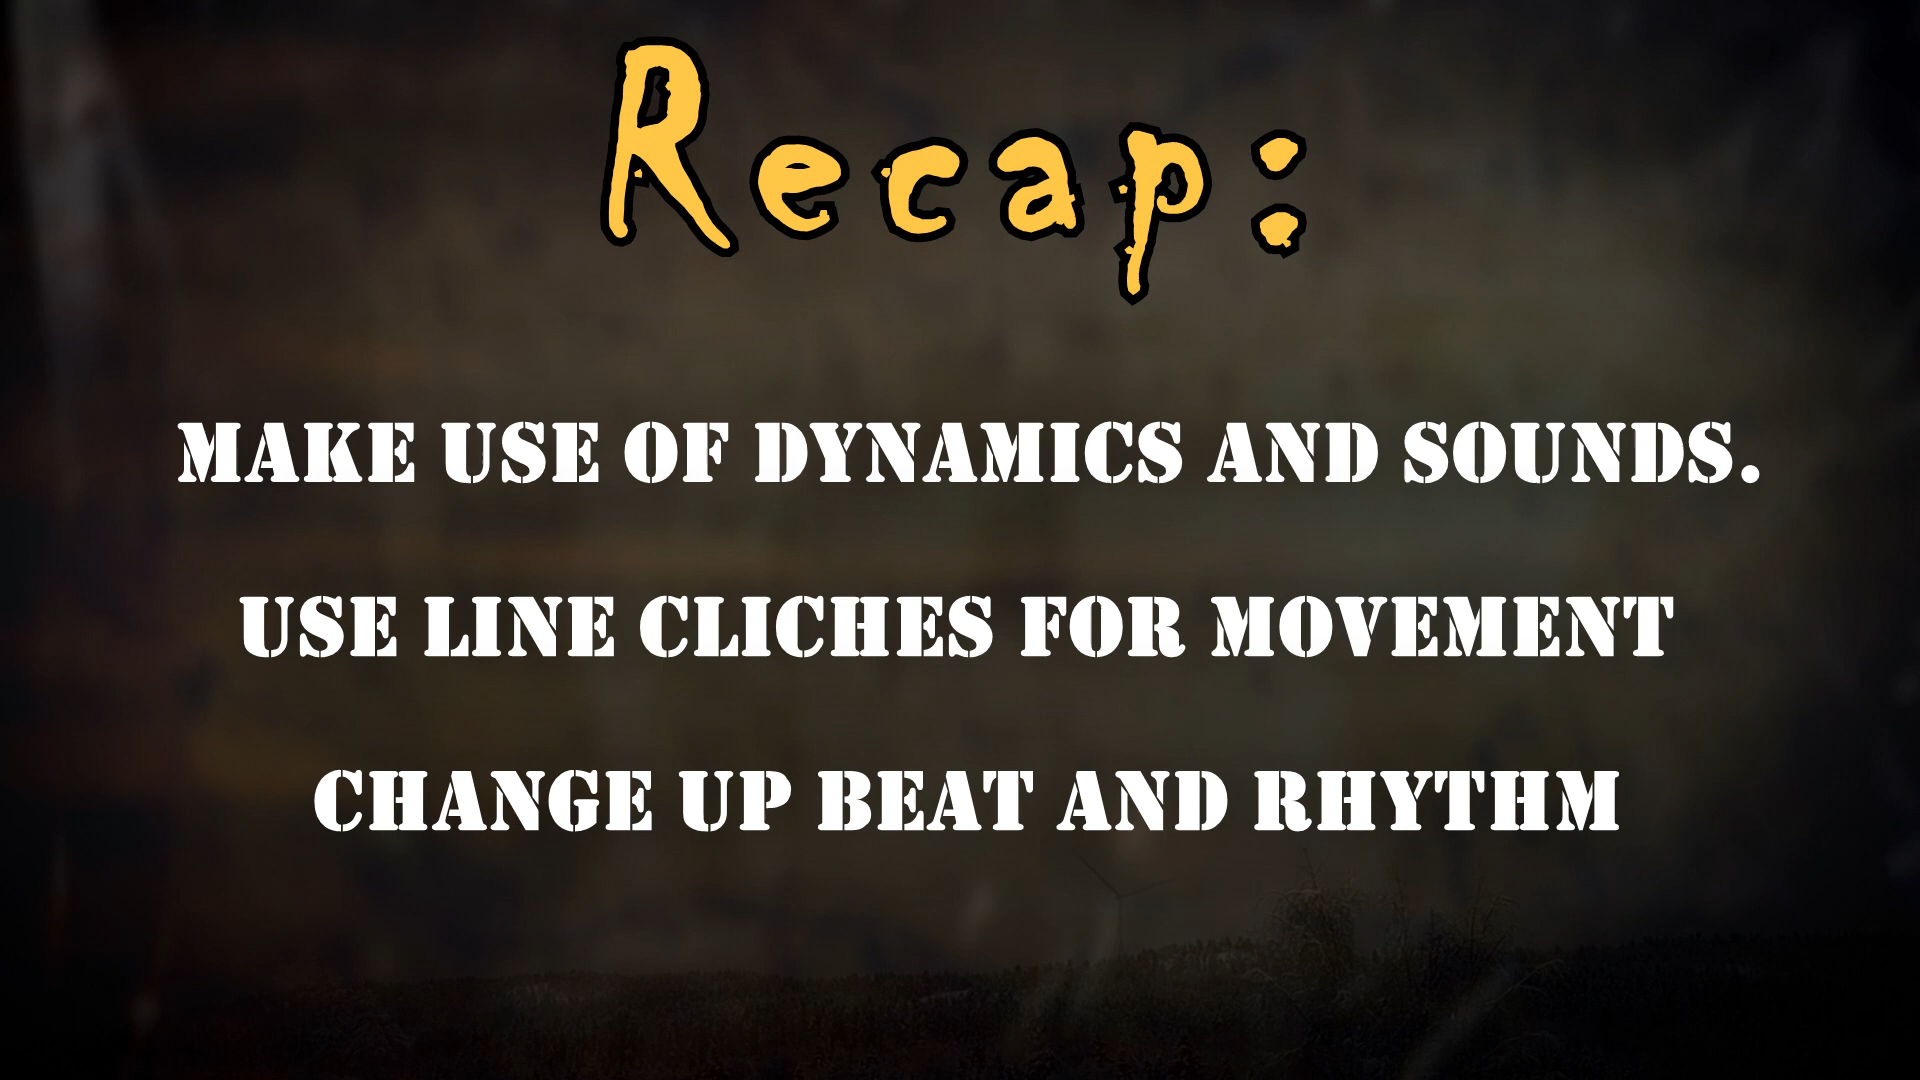 Recap:
MAKE USE OF DYNAMICS AND SOUNDS.
USE LINE CLICHES FOR MOVEMENT
CHANGE UP BEAT AND RHYTHM